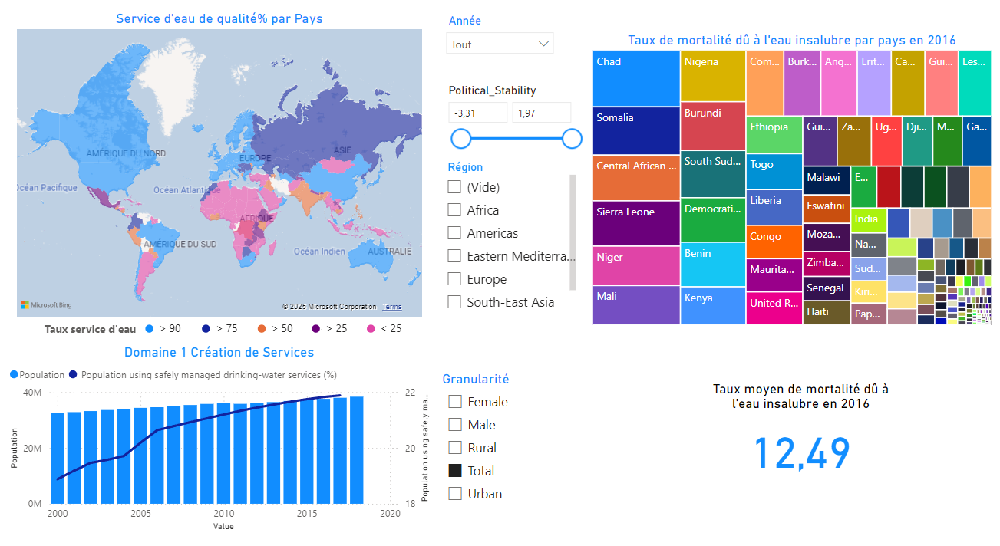 Service d'eau de qualité% par Pays
AMÉRIQUE DU NORD
EUROPE
ASIE
Océan Pacifique
Océan Atlantique
AFRIQUE
AMÉRIQUE DU SUD
Océan Indien
AUSTRALIE
Microsoft Bing
© 2025 Microsoft Corporation Terms
Taux service d'eau > 90 > 75 > 50 > 25 < 25
Année
Tout
Political_Stability
-3,31 1,97
Région
(Vide)
Africa
Americas
Eastern Mediterra...
Europe
South-East Asia
Taux de mortalité dû à l'eau insalubre par pays en 2016
Chad
Somalia
Central African ...
Sierra Leone
Niger
Mali
Nigeria
Burundi
South Sud...
Democrati...
Benin
Kenya
Com...
Burk...
Ang...
Erit...
Ca...
Gui...
Les...
Ethiopia
Togo
Liberia
Congo
Maurita...
United R...
Gui...
Za...
Ug...
Dji...
M...
Ga...
Malawi
Eswatini
Moza...
Zimba...
Senegal
Haiti
E...
India
Na...
Sud...
Kiri...
Pap...
Domaine 1 Création de Services
Population Population using safely managed drinking-water services (%)
40M
20M
0M
Population
22
20
18
Population using safely ma...
2000 2005 2010 2015 2020
Value
Granularité
Female
Male
Rural
Total
Urban
Taux moyen de mortalité dû à
l'eau insalubre en 2016
12,49